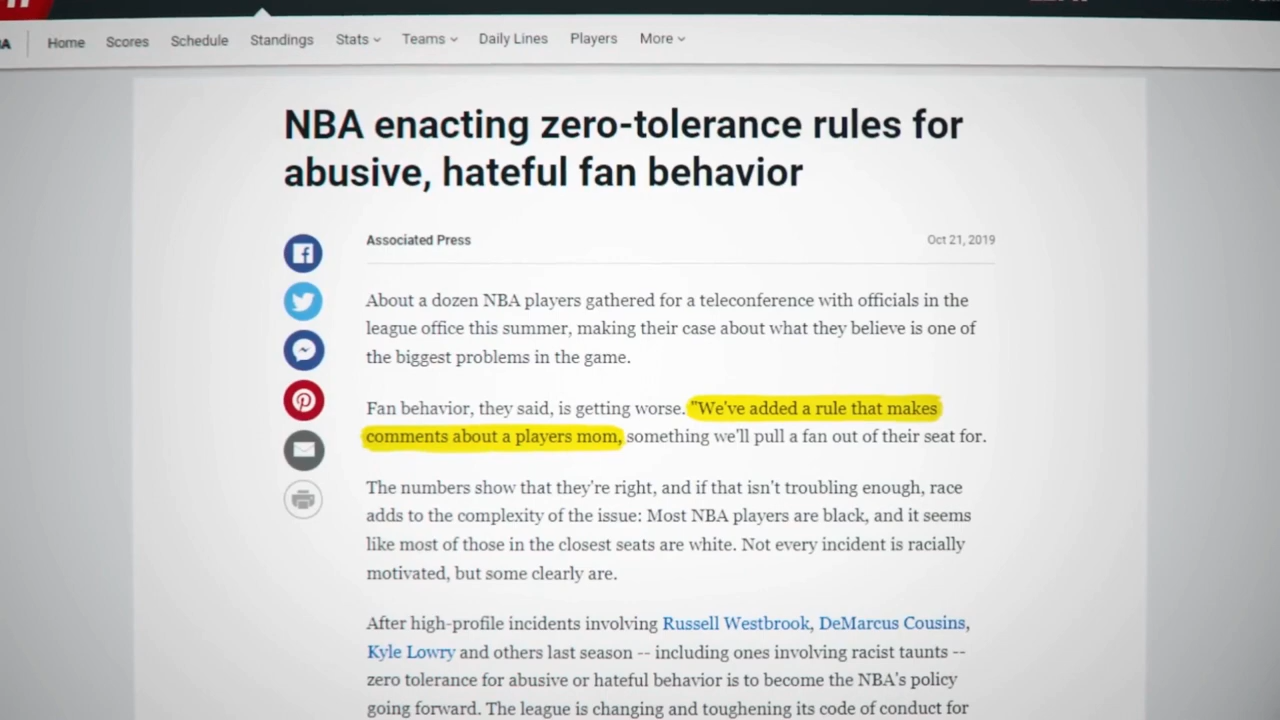 Home Scores Schedule Standings Stats Teams Daily Lines Players More
NBA enacting zero-tolerance rules for
abusive, hateful fan behavior
Associated Press Oct 21, 2019
About a dozen NBA players gathered for a teleconference with officials in the
league office this summer, making their case about what they believe is one of
the biggest problems in the game.
Fan behavior, they said, is getting worse. "We've added a rule that makes
comments about a players mom, something we'll pull a fan out of their seat for.
The numbers show that they're right, and if that isn't troubling enough, race
adds to the complexity of the issue: Most NBA players are black, and it seems
like most of those in the closest seats are white. Not every incident is racially
motivated, but some clearly are.
After high-profile incidents involving Russell Westbrook, DeMarcus Cousins,
Kyle Lowry and others last season -- including ones involving racist taunts --
zero tolerance for abusive or hateful behavior is to become the NBA's policy
going forward. The league is changing and toughening its code of conduct for